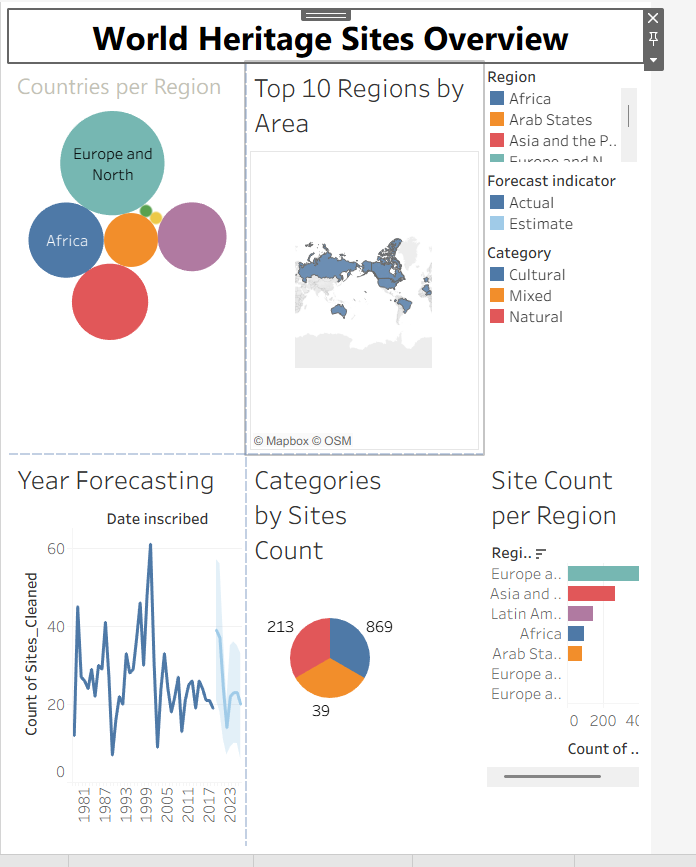 World Heritage Sites Overview
Countries per Region
Europe and
North
Africa
Top 10 Regions by
Area
© Mapbox © OSM
Region
Africa
Arab States
Asia and the P..
Europe and N
Forecast indicator
Actual
Estimate
Category
Cultural
Mixed
Natural
Year Forecasting
Date inscribed
Count of Sites_Cleaned
60
40
20
0
1981
1987
1993
1999
2005
2011
2017
2023
Categories
by Sites
Count
213
869
39
Site Count
per Region
Regi..
Europe a..
Asia and ..
Latin Am..
Africa
Arab Sta..
Europe a..
Europe a..
0 200 40
Count of ..